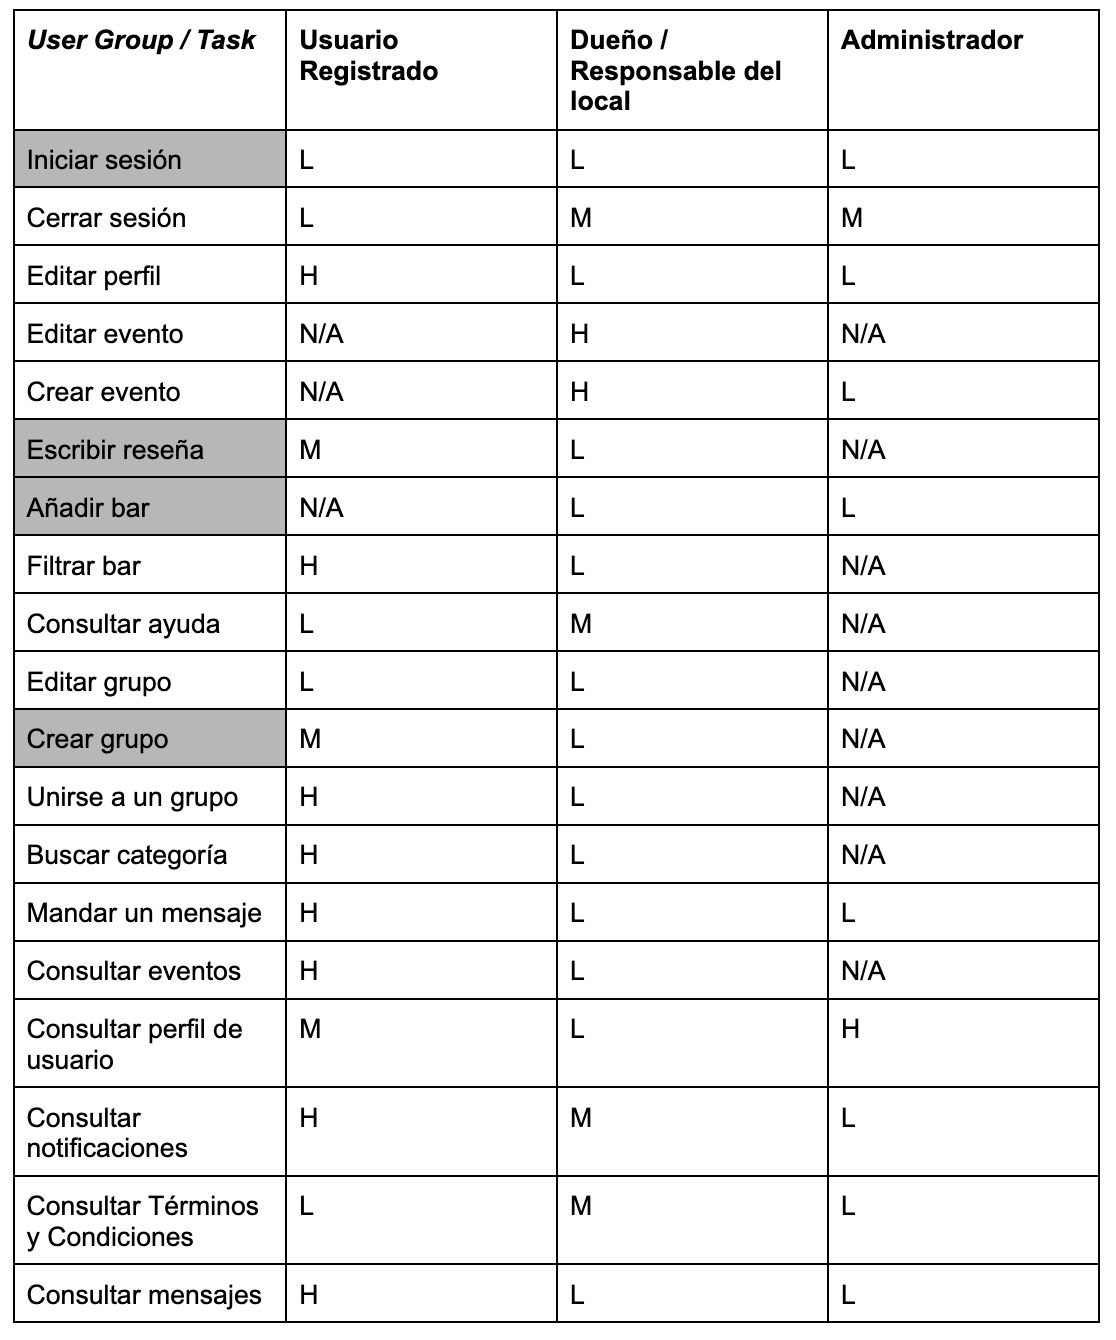 User Group / Task
Usuario
Registrado
Dueño /
Responsable del
local
Administrador
Iniciar sesión L L L
Cerrar sesión L M M
Editar perfil H L L
Editar evento N/A H N/A
Crear evento N/A H L
Escribir reseña M L N/A
Añadir bar N/A L L
Filtrar bar H L N/A
Consultar ayuda L M N/A
Editar grupo L L N/A
Crear grupo M L N/A
Unirse a un grupo H L N/A
Buscar categoría H L N/A
Mandar un mensaje H L L
Consultar eventos H L N/A
Consultar perfil de
usuario
M L H
Consultar
notificaciones
H M L
Consultar Términos
y Condiciones
L M L
Consultar mensajes H L L